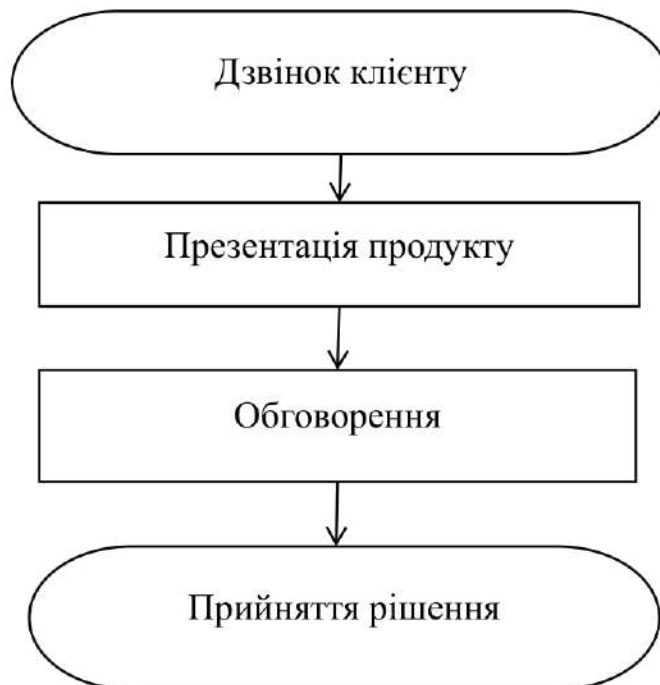 Дзвінок клієнту
Презентація продукту
Обговорення
Прийняття рішення